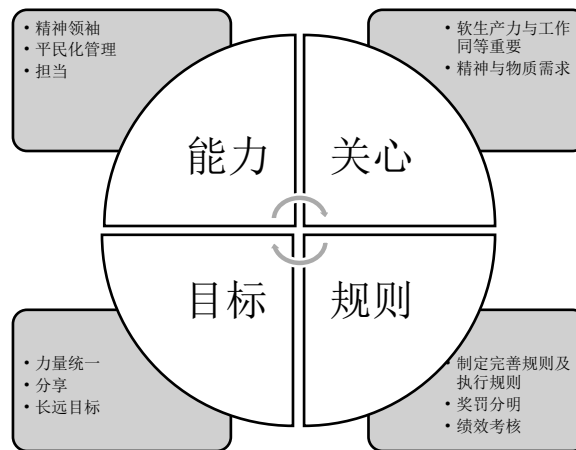 • 精神领袖
• 平民化管理
• 担当
• 软生产力与工作
同等重要
• 精神与物质需求
能力
关心
目标
规则
• 力量统一
• 分享
• 长远目标
• 制定完善规则及
执行规则
• 奖罚分明
• 绩效考核